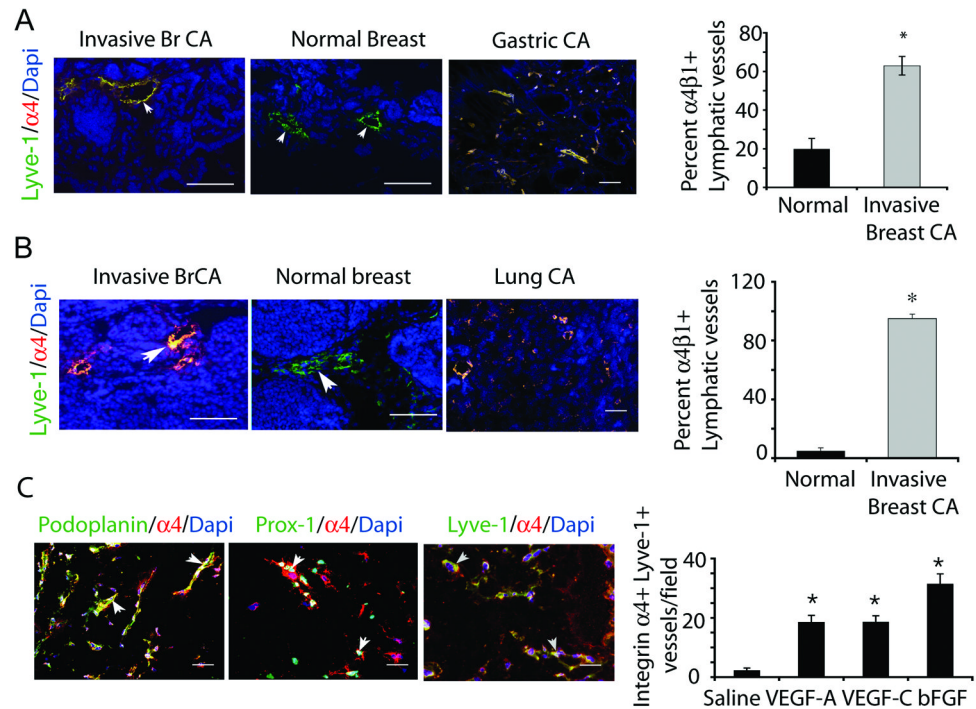 A
Invasive Br CA
Normal Breast
Gastric CA
Lyve-1/α4/Dapi
Percent α4β1+
Lymphatic vessels
80
60
40
20
0
*
Normal
Invasive
Breast CA
B
Invasive BrCA
Normal breast
Lung CA
Lyve-1/α4/Dapi
Percent α4β1+
Lymphatic vessels
120
80
40
0
*
Normal
Invasive
Breast CA
C
Podoplanin/α4/Dapi
Prox-1/α4/Dapi
Lyve-1/α4/Dapi
Integrin α4+ Lyve-1+
vessels/field
40
20
0
*
*
*
Saline VEGF-A VEGF-C bFGF